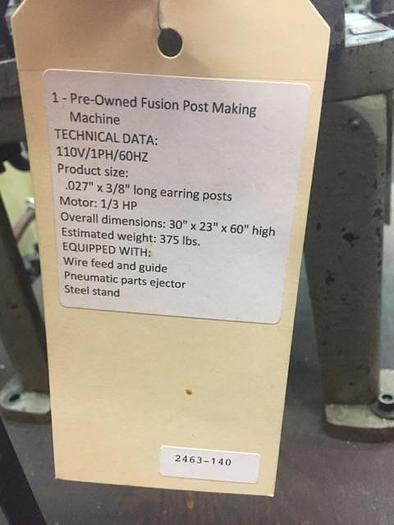 1 - Pre-Owned Fusion Post Making
Machine
TECHNICAL DATA:
110V/1PH/60HZ
Product size:
.027" x 3/8" long earring posts
Motor: 1/3 HP
Overall dimensions: 30" x 23" x 60" high
Estimated weight: 375 lbs.
EQUIPPED WITH:
Wire feed and guide
Pneumatic parts ejector
Steel stand
2463-140